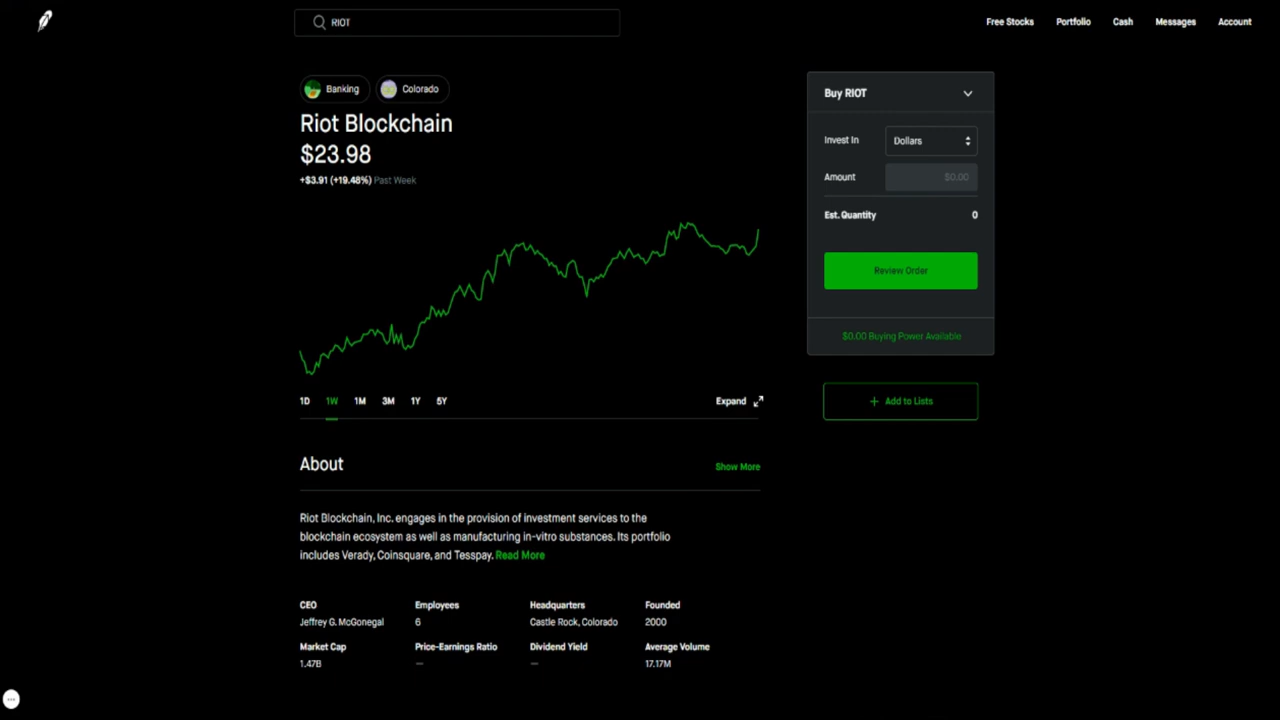 RIOT
Free Stocks Portfolio Cash Messages Account
Banking Colorado
Riot Blockchain
$23.98
+$3.91 (+19.48%) Past Week
1D 1W 1M 3M 1Y 5Y
Expand
Buy RIOT
Invest In Dollars
Amount $0.00
Est. Quantity 0
Review Order
$0.00 Buying Power Available
+ Add to Lists
About
Show More
Riot Blockchain, Inc. engages in the provision of investment services to the
blockchain ecosystem as well as manufacturing in-vitro substances. Its portfolio
includes Verady, Coinsquare, and Tesspay. Read More
CEO Employees Headquarters Founded
Jeffrey G. McGonegal 6 Castle Rock, Colorado 2000
Market Cap Price-Earnings Ratio Dividend Yield Average Volume
1.47B — — 17.17M